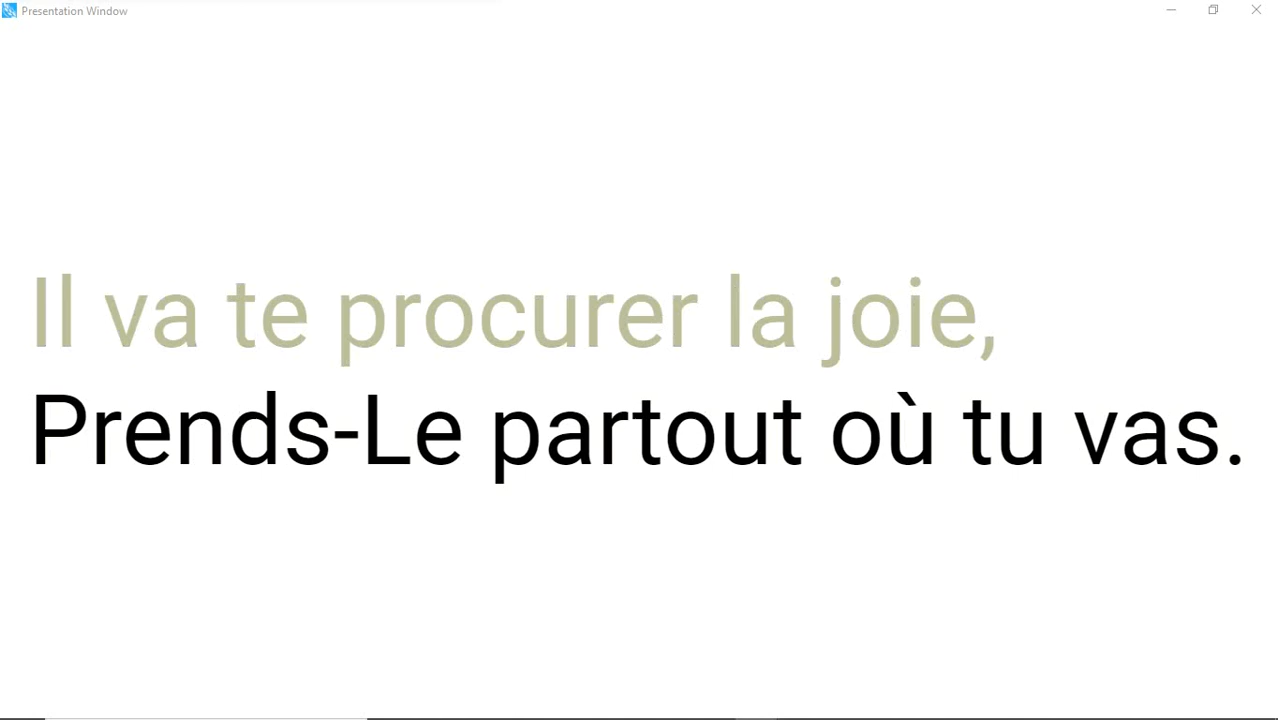 Presentation Window
Il va te procurer la joie,
Prends-Le partout où tu vas.